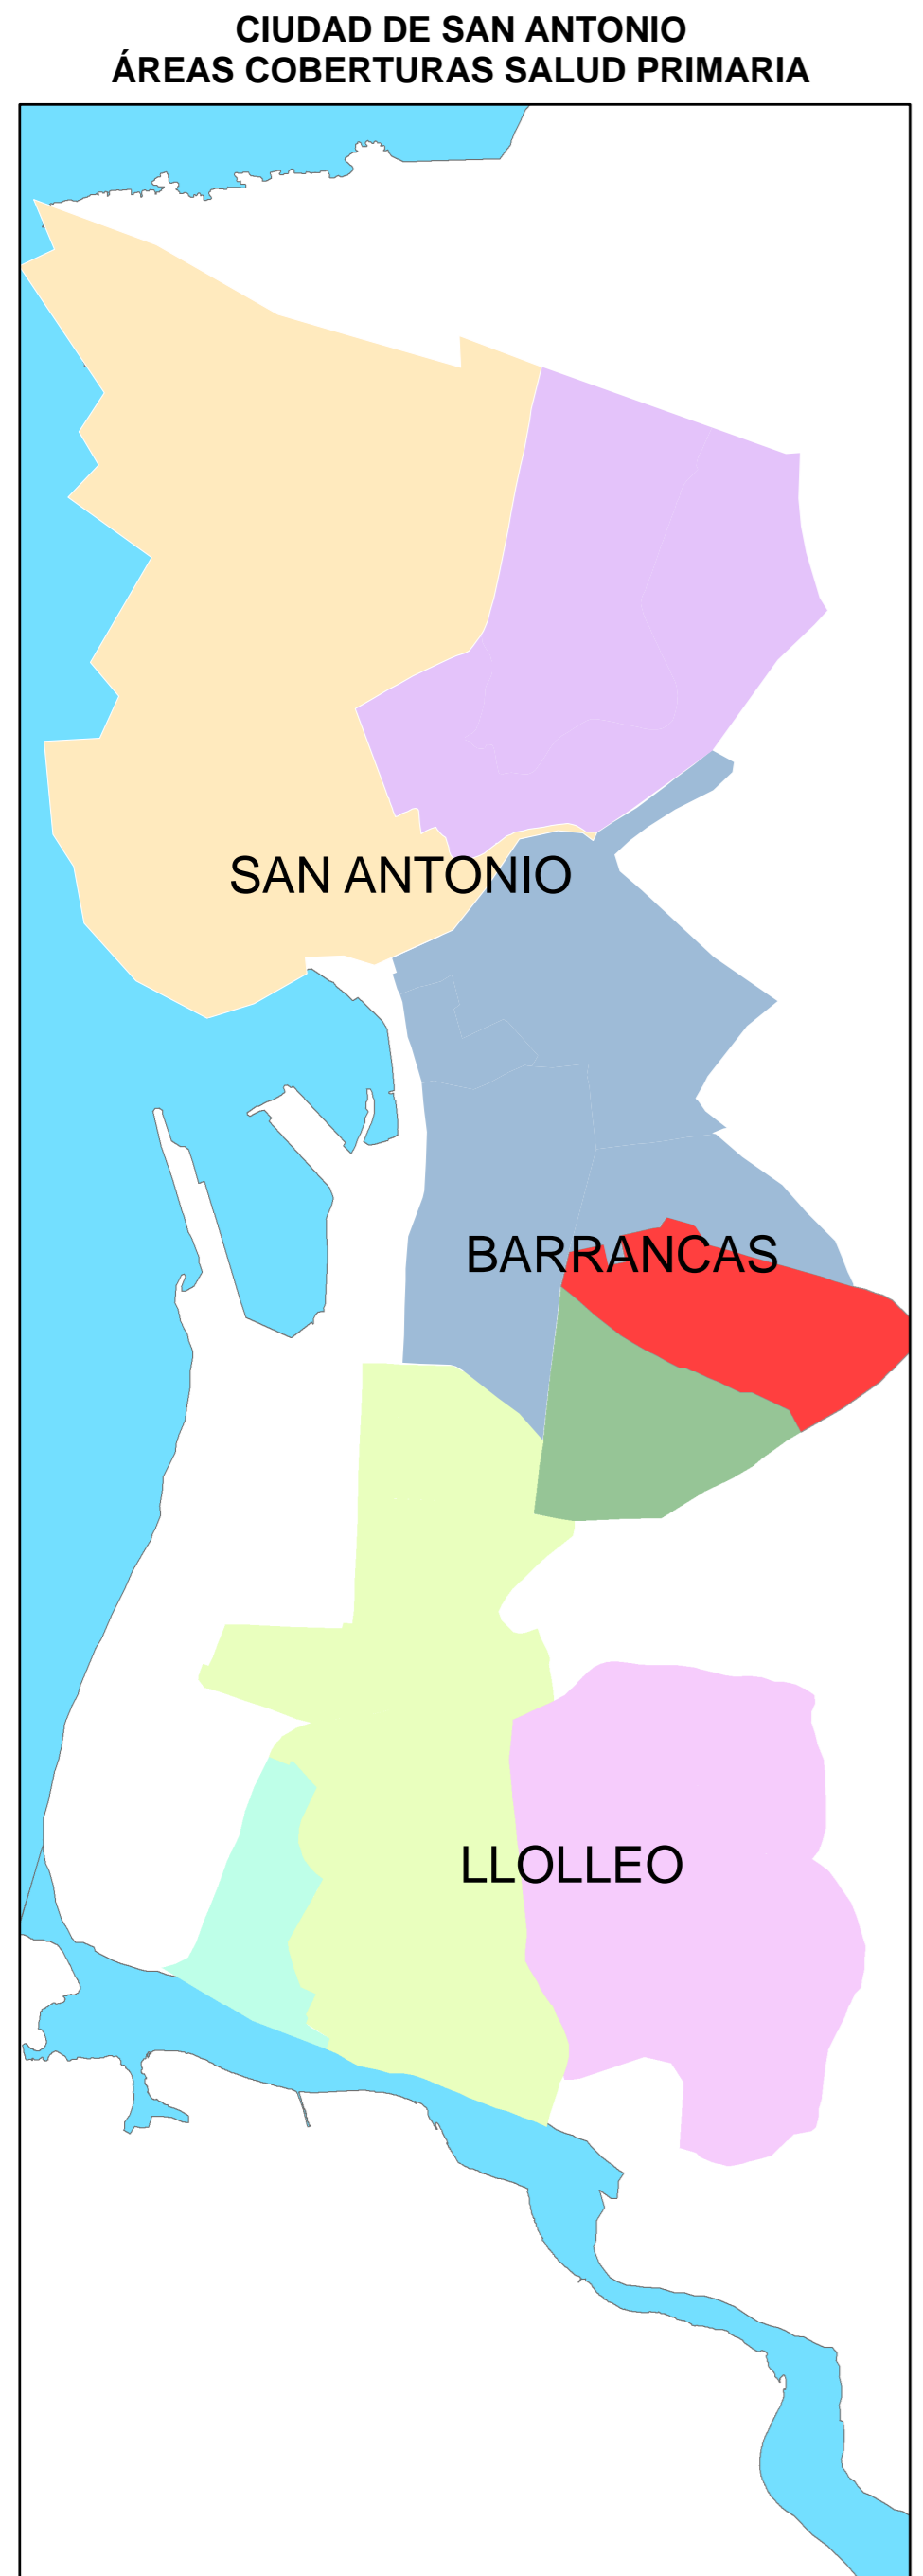 CIUDAD DE SAN ANTONIO
ÁREAS COBERTURAS SALUD PRIMARIA
SAN ANTONIO
BARRANCAS
LLOLLEO